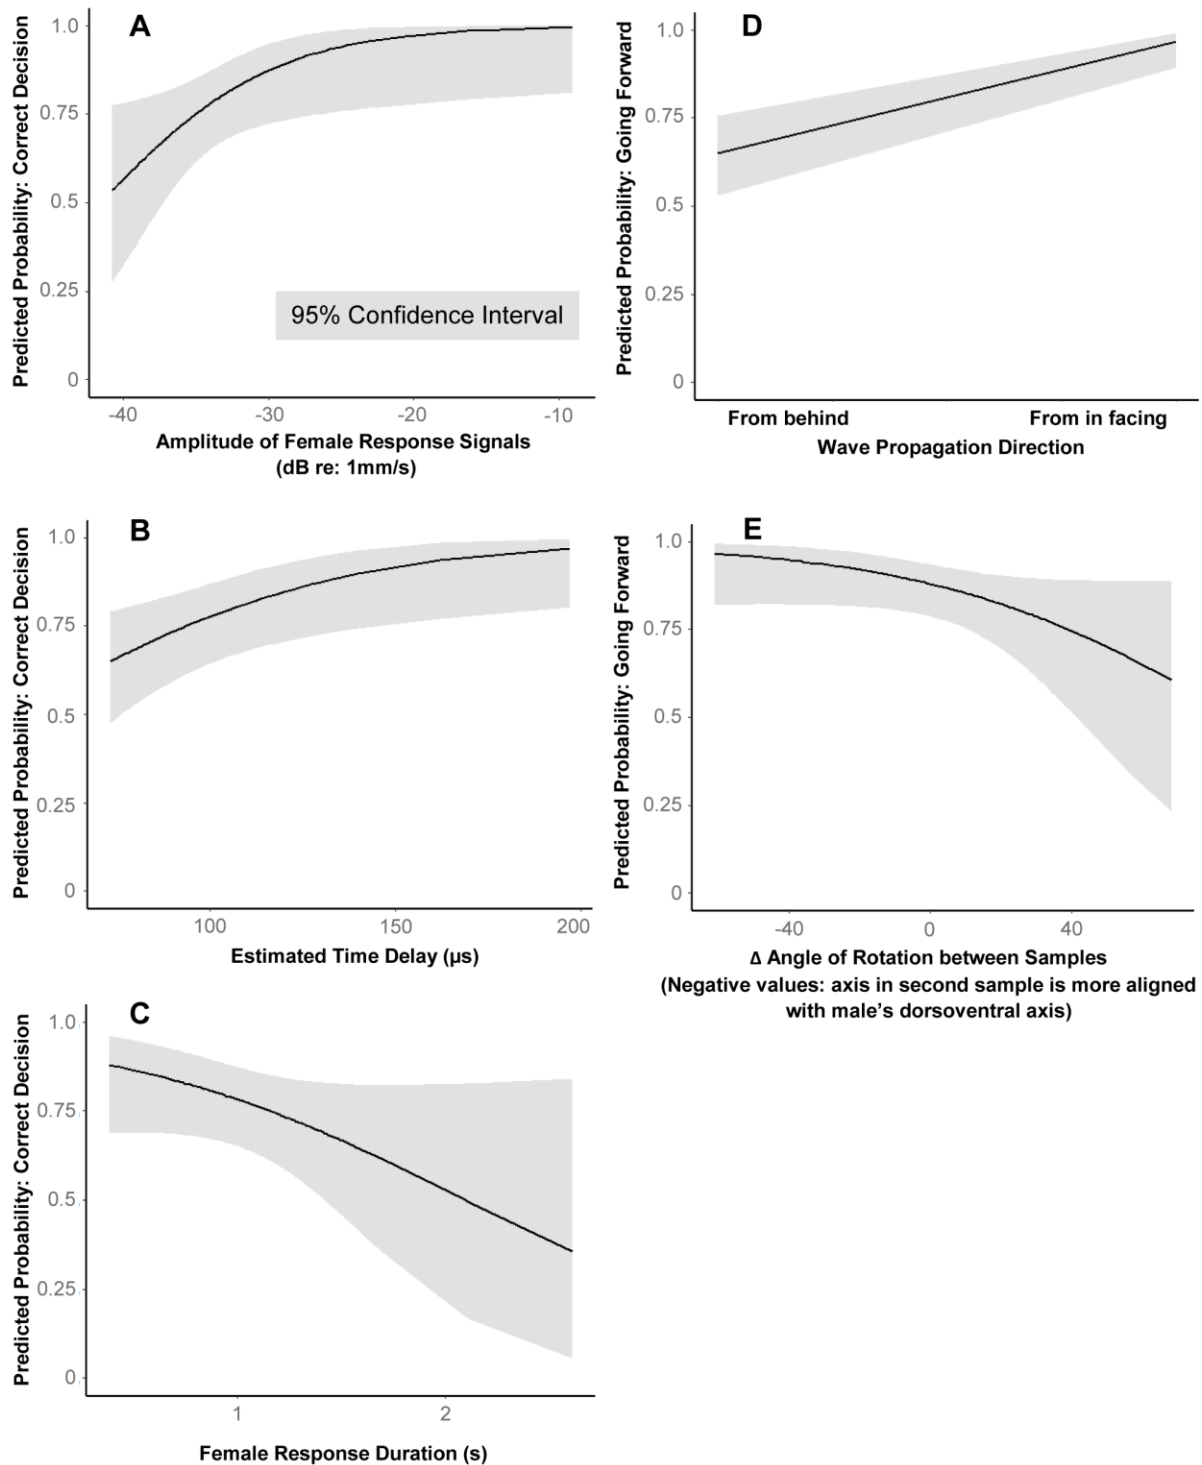 A
Predicted Probability: Correct Decision
1.0
0.75
0.5
0.25
0
95% Confidence Interval
-40
-30
-20
-10
Amplitude of Female Response Signals
(dB re: 1mm/s)
D
Predicted Probability: Going Forward
1.0
0.75
0.5
0.25
0
From behind
From in facing
Wave Propagation Direction
B
Predicted Probability: Correct Decision
1.0
0.75
0.5
0.25
0
100
150
200
Estimated Time Delay (µs)
E
Predicted Probability: Going Forward
1.0
0.75
0.5
0.25
0
-40
0
40
Δ Angle of Rotation between Samples
(Negative values: axis in second sample is more aligned
with male's dorsoventral axis)
C
Predicted Probability: Correct Decision
1.0
0.75
0.5
0.25
0
1
2
Female Response Duration (s)